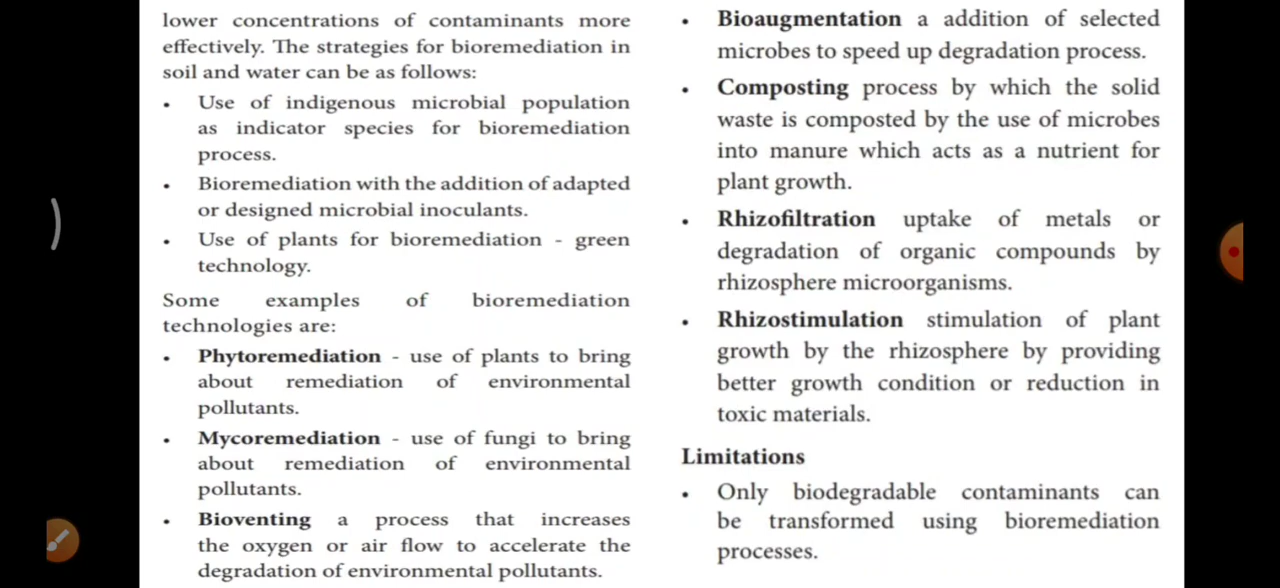 lower concentrations of contaminants more
effectively. The strategies for bioremediation in
soil and water can be as follows:
• Use of indigenous microbial population
as indicator species for bioremediation
process.
• Bioremediation with the addition of adapted
or designed microbial inoculants.
• Use of plants for bioremediation - green
technology.
Some examples of bioremediation
technologies are:
• Phytoremediation - use of plants to bring
about remediation of environmental
pollutants.
• Mycoremediation - use of fungi to bring
about remediation of environmental
pollutants.
• Bioventing a process that increases
the oxygen or air flow to accelerate the
degradation of environmental pollutants.
• Bioaugmentation a addition of selected
microbes to speed up degradation process.
• Composting process by which the solid
waste is composted by the use of microbes
into manure which acts as a nutrient for
plant growth.
• Rhizofiltration uptake of metals or
degradation of organic compounds by
rhizosphere microorganisms.
• Rhizostimulation stimulation of plant
growth by the rhizosphere by providing
better growth condition or reduction in
toxic materials.
Limitations
• Only biodegradable contaminants can
be transformed using bioremediation
processes.